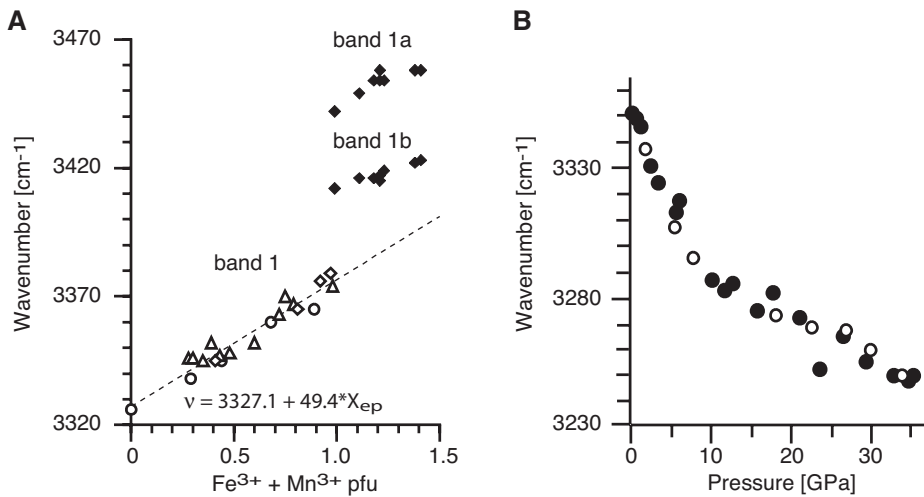 A
Wavenumber [cm-1]
3470
3420
3370
3320
band 1a
band 1b
band 1
ν = 3327.1 + 49.4*Xep
0.5
1.0
1.5
Fe3+ + Mn3+ pfu
B
Wavenumber [cm-1]
3330
3280
3230
0
10
20
30
Pressure [GPa]